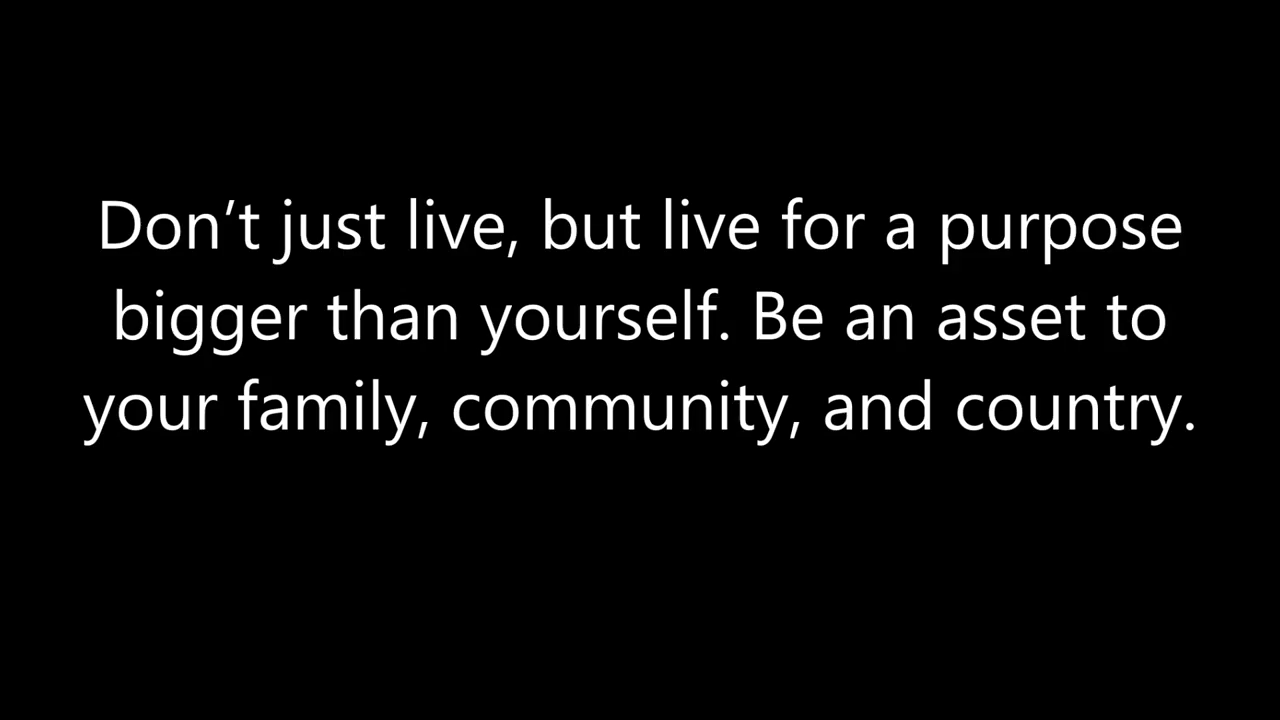 Don’t just live, but live for a purpose
bigger than yourself. Be an asset to
your family, community, and country.